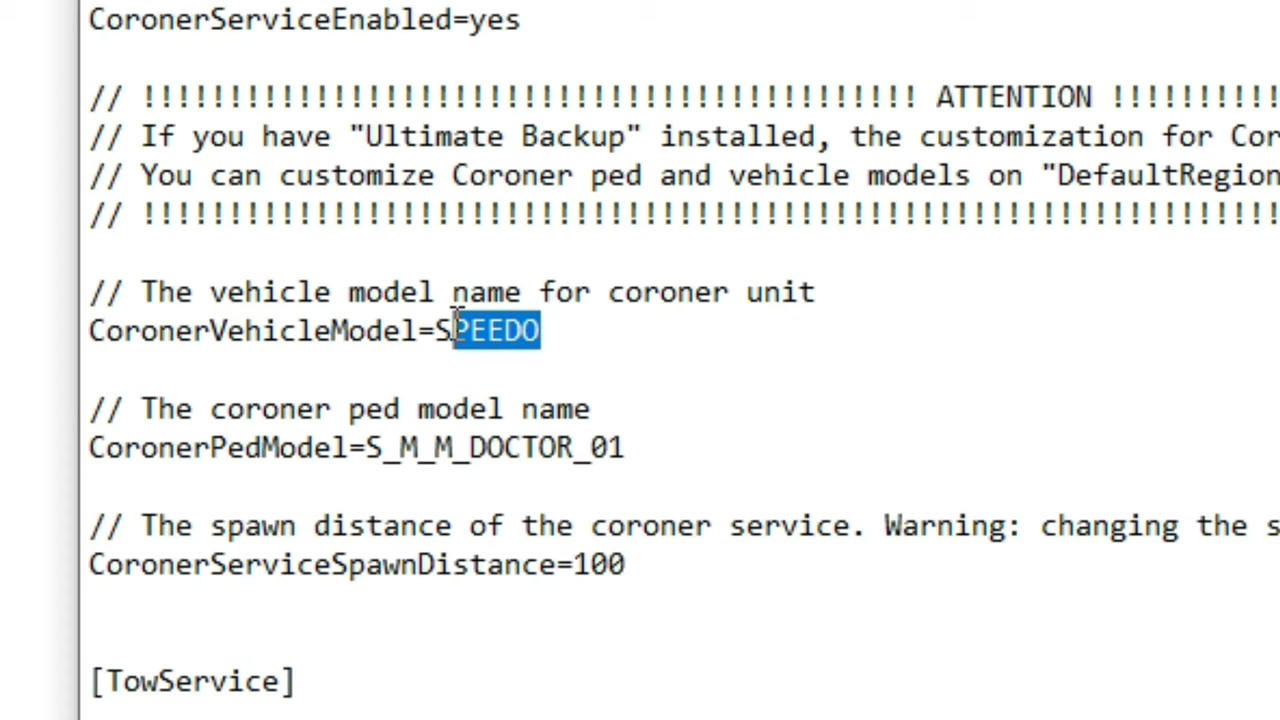 CoronerServiceEnabled=yes
// !!!!!!!!!!!!!!!!!!!!!!!!!!!!!!!!!!!!!!!!!!!!! ATTENTION !!!!!!!!!!
// If you have "Ultimate Backup" installed, the customization for Cor
// You can customize Coroner ped and vehicle models on "DefaultRegion
// !!!!!!!!!!!!!!!!!!!!!!!!!!!!!!!!!!!!!!!!!!!!!!!!!!!!!!!!!!!!!!!!!!
// The vehicle model name for coroner unit
CoronerVehicleModel=SPEEDO
// The coroner ped model name
CoronerPedModel=S_M_M_DOCTOR_01
// The spawn distance of the coroner service. Warning: changing the s
CoronerServiceSpawnDistance=100
[TowService]